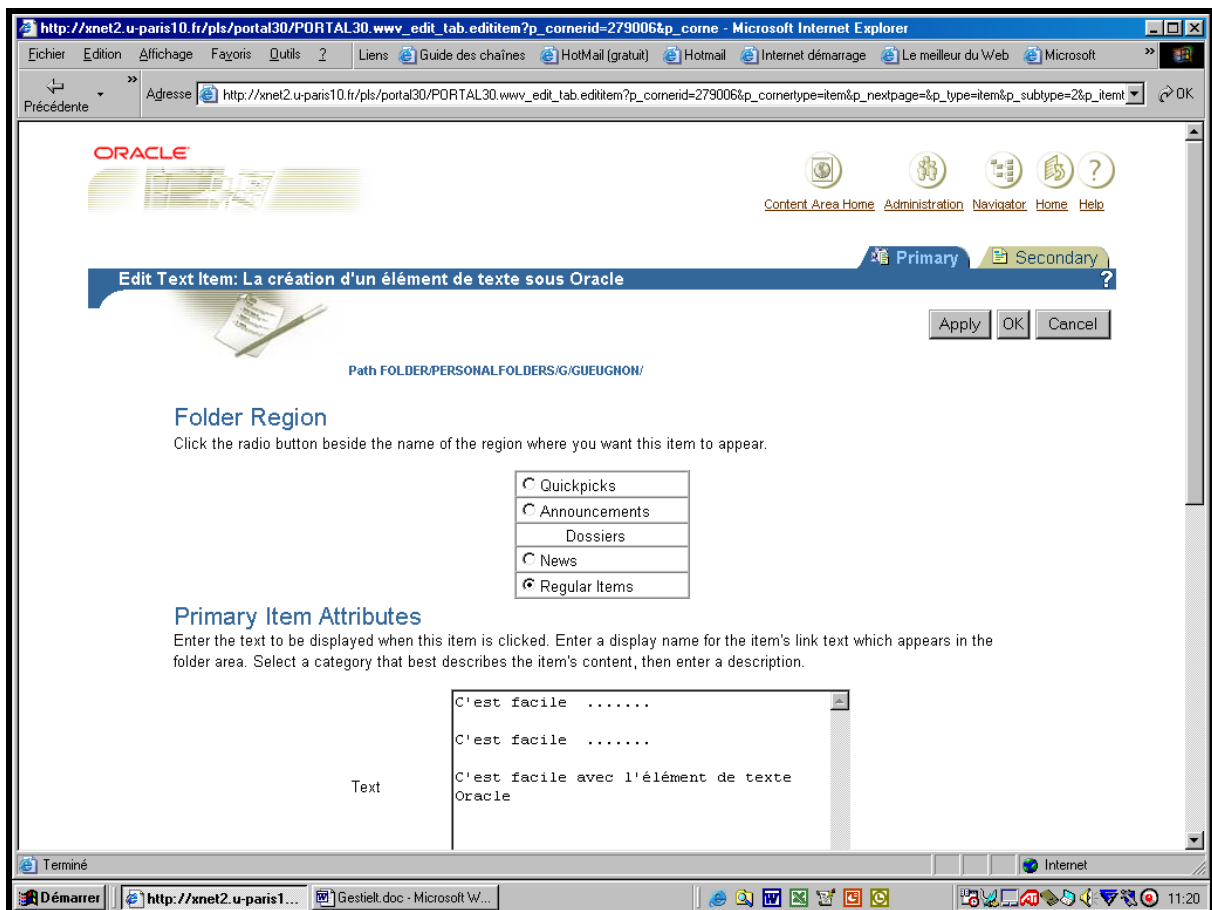 http://xnet2.u-paris10.fr/pls/portal30/PORTAL30.wwv_edit_tab.edititem?p_cornerid=279006&p_corne - Microsoft Internet Explorer
Fichier Edition Affichage Favoris Outils ? Liens Guide des chaînes HotMail (gratuit) Hotmail Internet démarrage Le meilleur du Web Microsoft »
Précédente » Adresse http://xnet2.u-paris10.fr/pls/portal30/PORTAL30.wwv_edit_tab.edititem?p_cornerid=279006&p_cornertype=item&p_nextpage=&p_type=item&p_subtype=2&p_itemt OK
ORACLE
Content Area Home Administration Navigator Home Help
Primary Secondary
Edit Text Item: La création d'un élément de texte sous Oracle ?
Apply OK Cancel
Path FOLDER/PERSONALFOLDERS/G/GUEUGNON/
Folder Region
Click the radio button beside the name of the region where you want this item to appear.
Quickpicks
Announcements
Dossiers
News
Regular Items
Primary Item Attributes
Enter the text to be displayed when this item is clicked. Enter a display name for the item's link text which appears in the
folder area. Select a category that best describes the item's content, then enter a description.
C'est facile .......
C'est facile .......
Text
C'est facile avec l'élément de texte
Oracle
Terminé Internet
Démarrer http://xnet2.u-paris1... Gestielt.doc - Microsoft W... 11:20